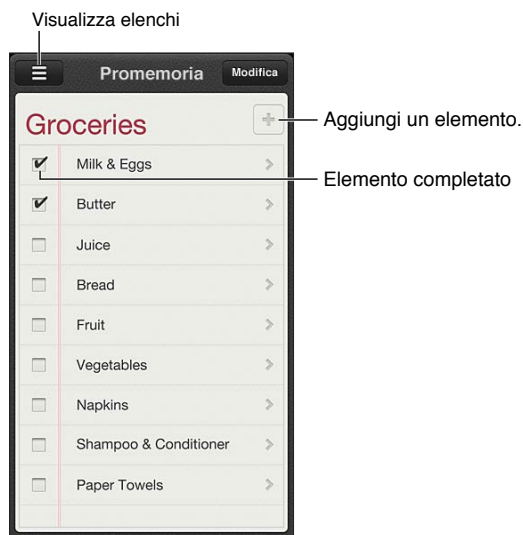 Visualizza elenchi
Promemoria
Modifica
Groceries
Aggiungi un elemento.
Milk & Eggs
Elemento completato
Butter
Juice
Bread
Fruit
Vegetables
Napkins
Shampoo & Conditioner
Paper Towels